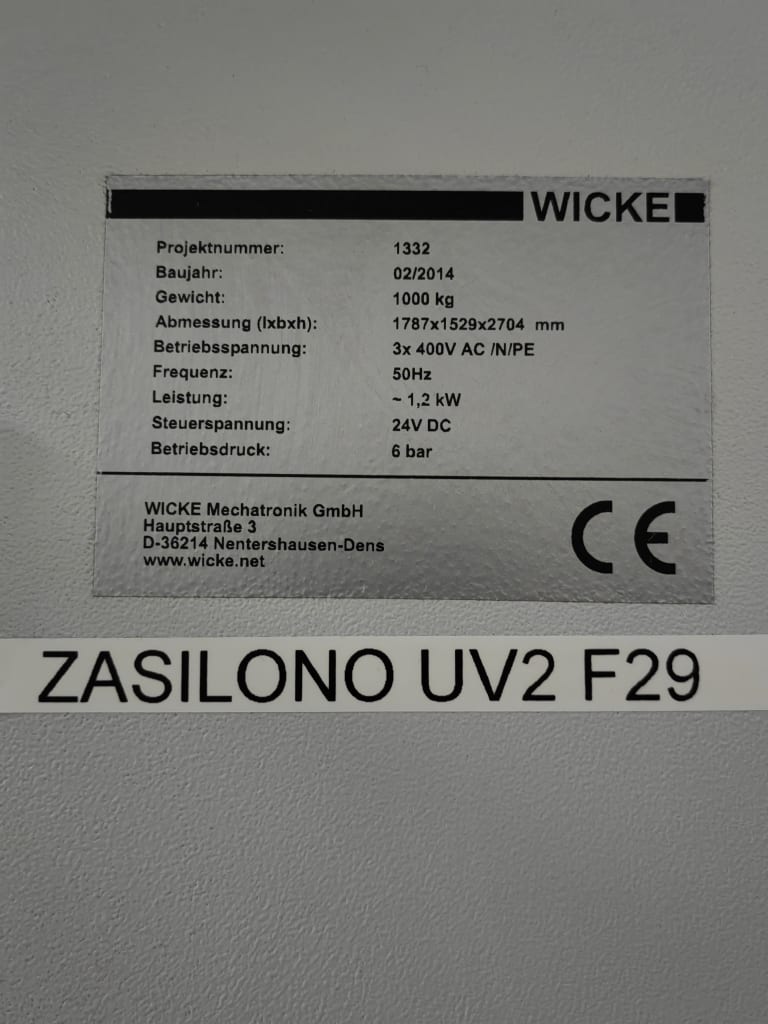 WICKE
Projektnummer: 1332
Baujahr: 02/2014
Gewicht: 1000 kg
Abmessung (lxbxh): 1787x1529x2704 mm
Betriebsspannung: 3x 400V AC /N/PE
Frequenz: 50Hz
Leistung: ~ 1,2 kW
Steuerspannung: 24V DC
Betriebsdruck: 6 bar
WICKE Mechatronik GmbH
Hauptstraße 3
D-36214 Nentershausen-Dens
www.wicke.net
CE
ZASILONO UV2 F29